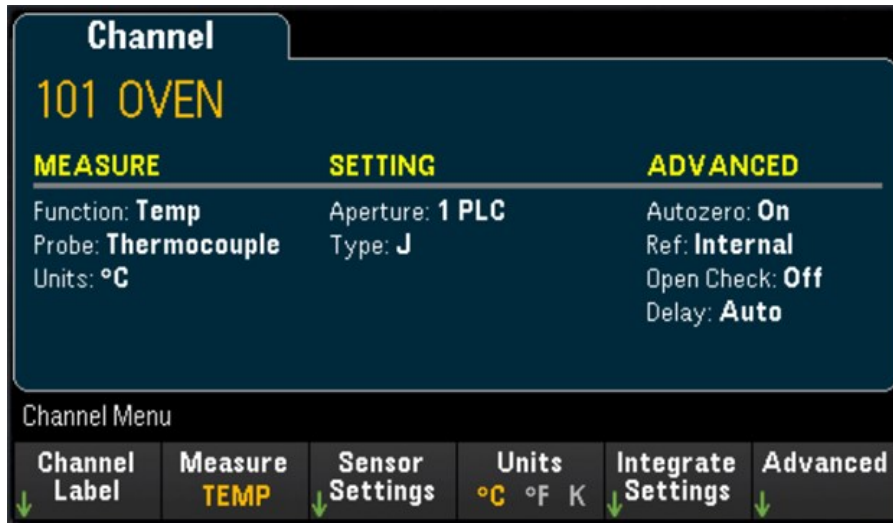 Channel
101 OVEN
MEASURE
Function: Temp
Probe: Thermocouple
Units: °C
SETTING
Aperture: 1 PLC
Type: J
ADVANCED
Autozero: On
Ref: Internal
Open Check: Off
Delay: Auto
Channel Menu
Channel
Label
Measure
TEMP
Sensor
Settings
Units
°C °F K
Integrate
Settings
Advanced